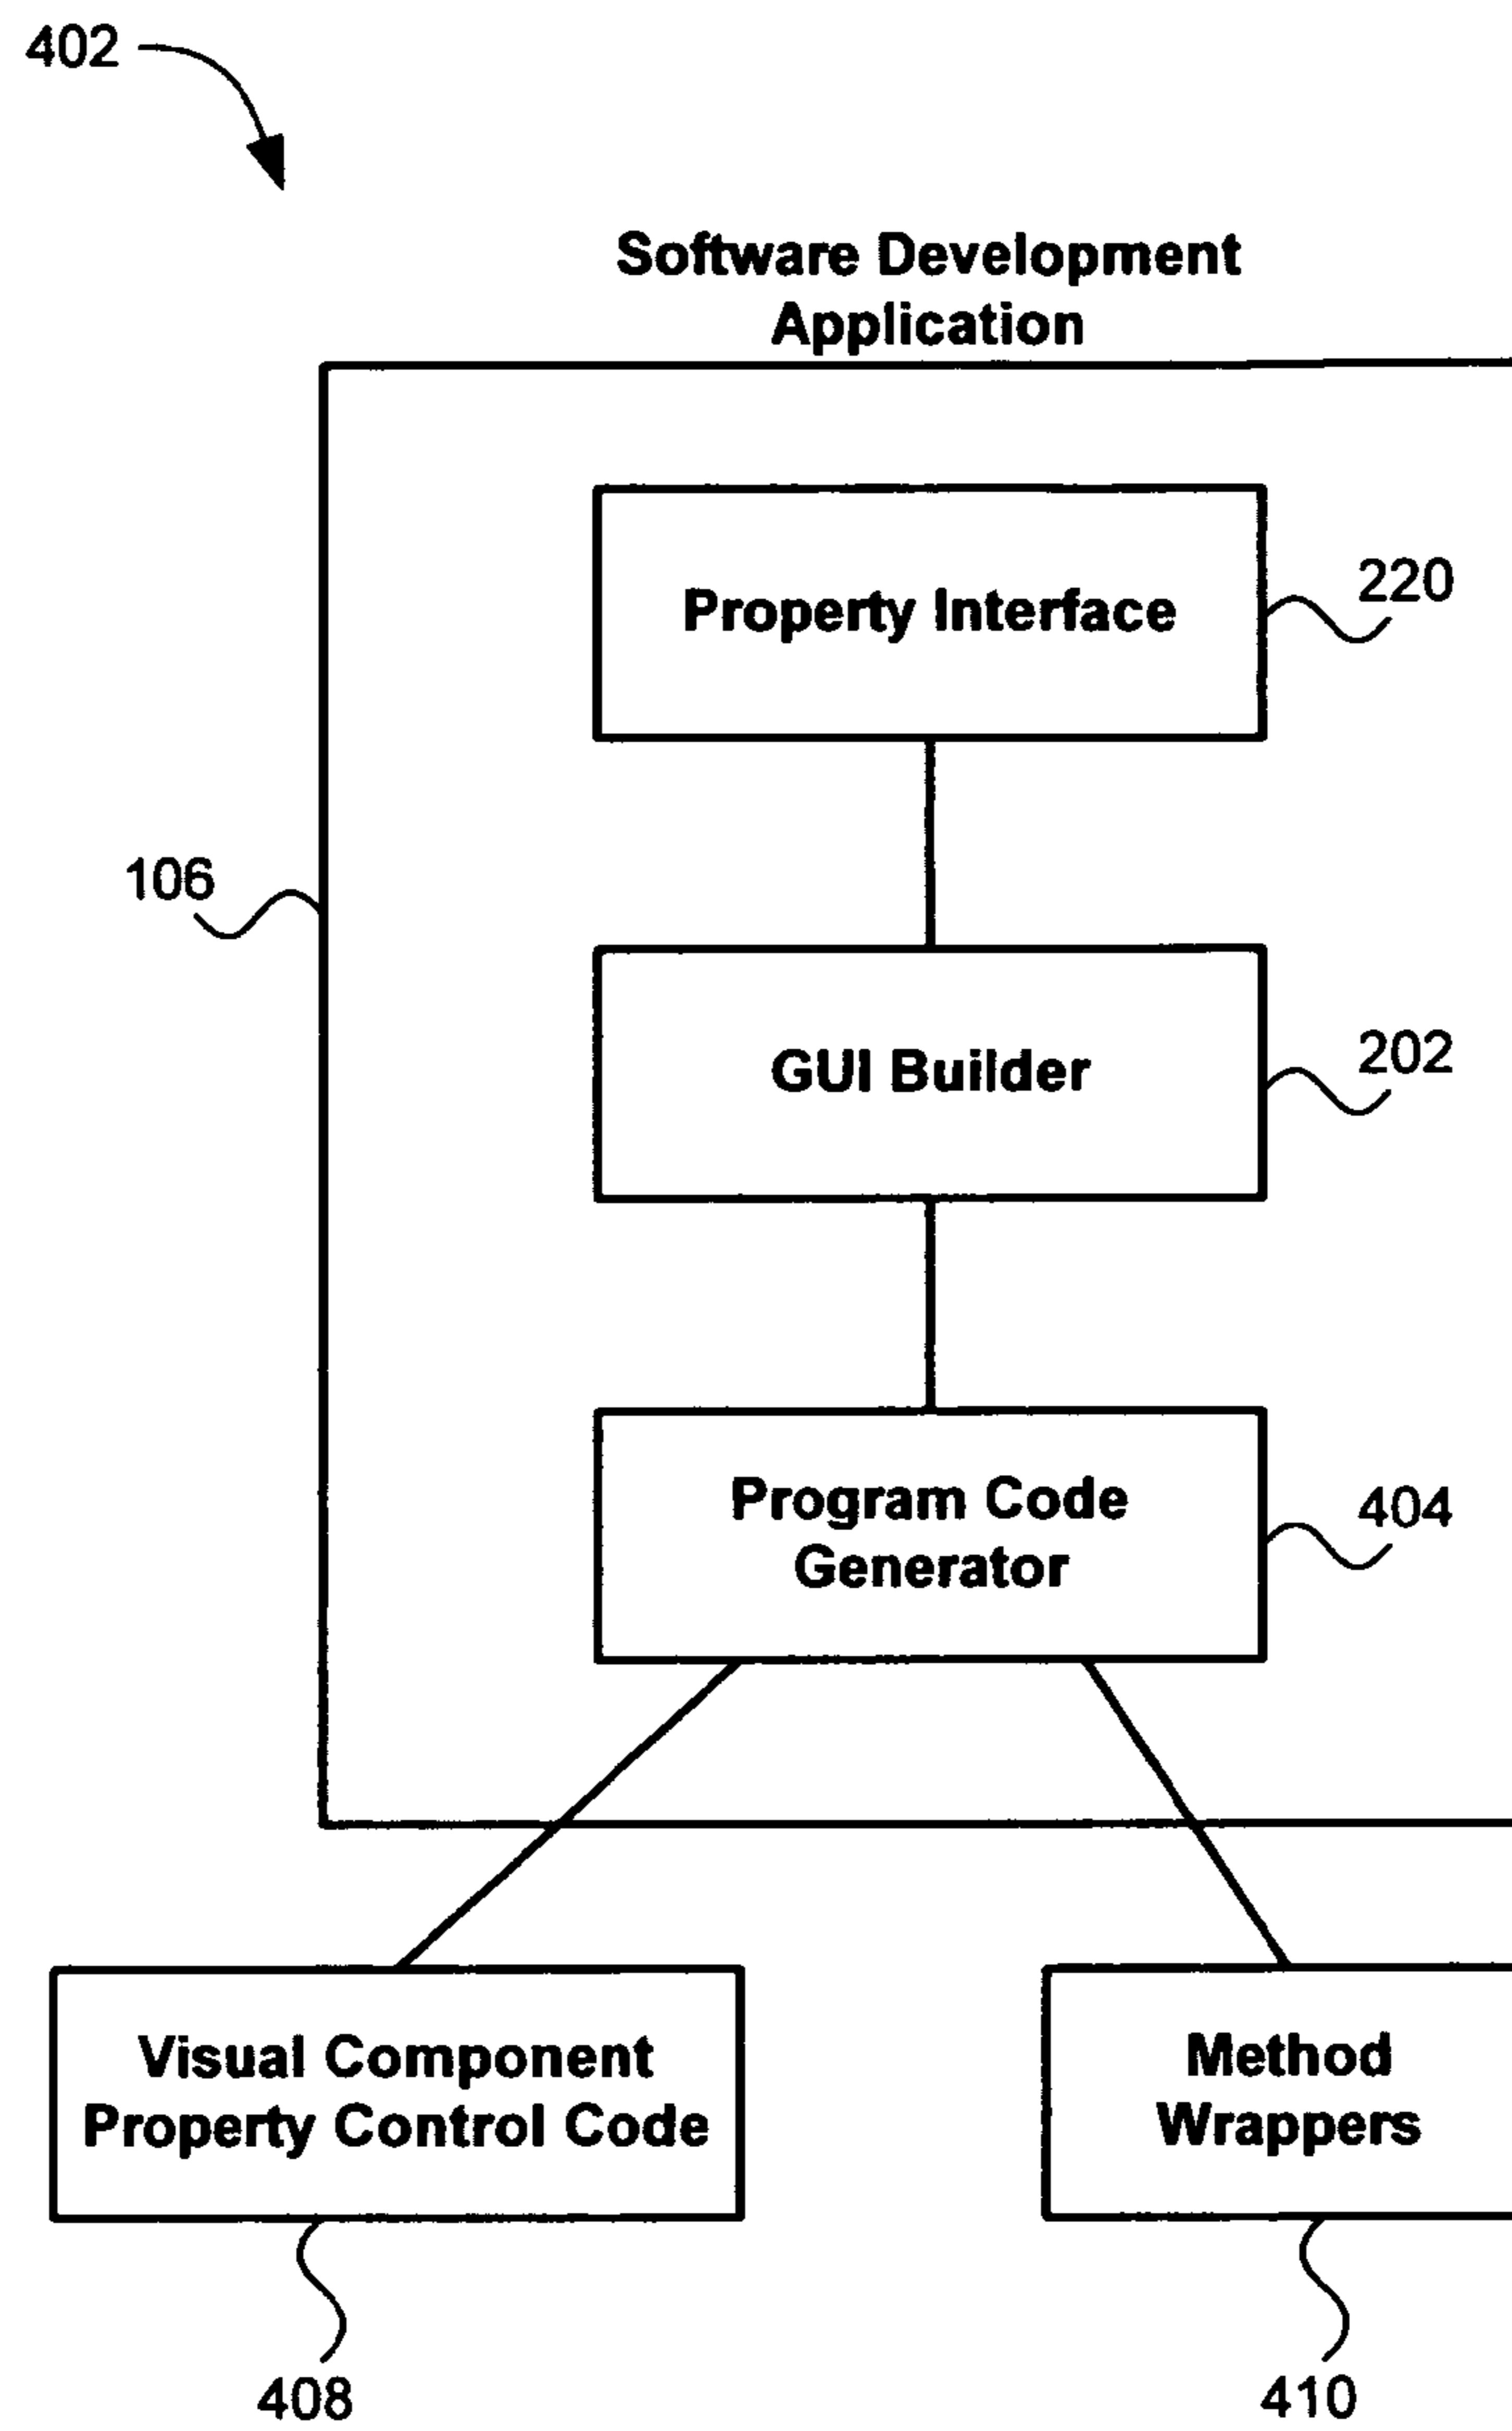 402
Software Development
Application
Property Interface
220
106
GUI Builder
202
Program Code
Generator
404
Visual Component
Property Control Code
Method
Wrappers
408
410